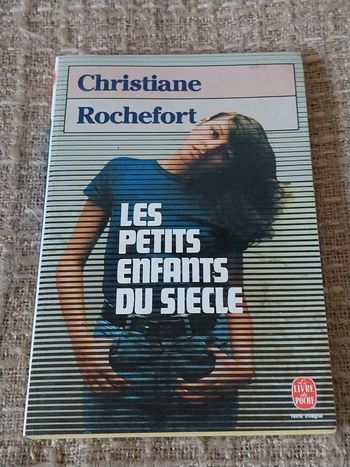 Christiane
Rochefort
LES
PETITS
ENFANTS
DU SIECLE
Le
LIVRE
de
POCHE
Texte intégral